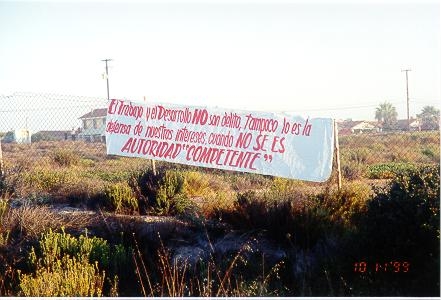 El Trabajo y el Desarrollo NO son delito, Tampoco lo es la
defensa de nuestros intereses, cuando NO SE ES
AUTORIDAD "COMPETENTE"
10 11 '99